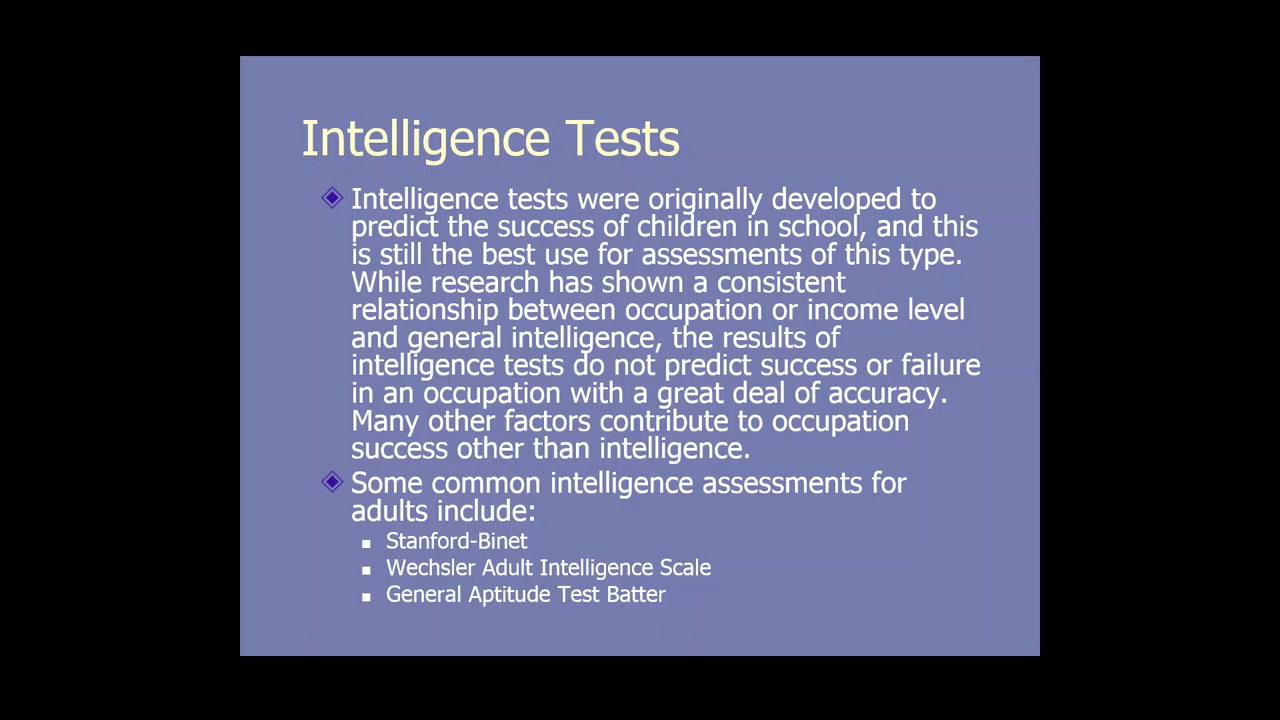 Intelligence Tests
Intelligence tests were originally developed to
predict the success of children in school, and this
is still the best use for assessments of this type.
While research has shown a consistent
relationship between occupation or income level
and general intelligence, the results of
intelligence tests do not predict success or failure
in an occupation with a great deal of accuracy.
Many other factors contribute to occupation
success other than intelligence.
Some common intelligence assessments for
adults include:
Stanford-Binet
Wechsler Adult Intelligence Scale
General Aptitude Test Batter